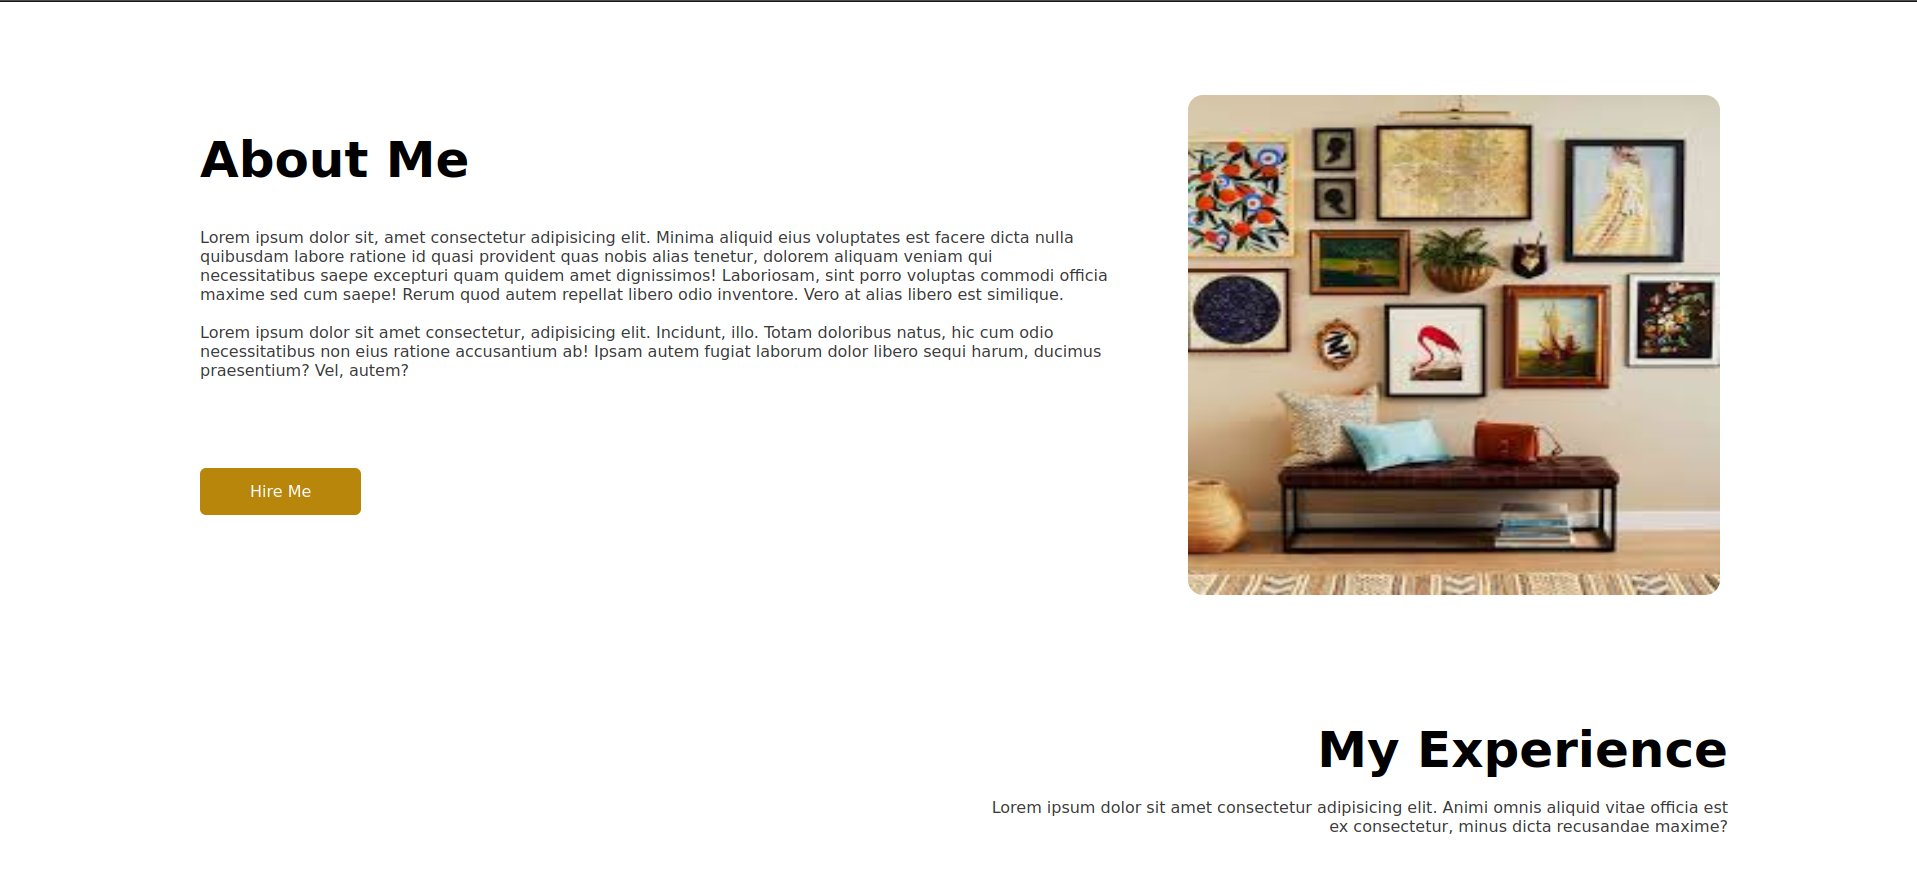 About Me
Lorem ipsum dolor sit, amet consectetur adipisicing elit. Minima aliquid eius voluptates est facere dicta nulla
quibusdam labore ratione id quasi provident quas nobis alias tenetur, dolorem aliquam veniam qui
necessitatibus saepe excepturi quam quidem amet dignissimos! Laboriosam, sint porro voluptas commodi officia
maxime sed cum saepe! Rerum quod autem repellat libero odio inventore. Vero at alias libero est similique.
Lorem ipsum dolor sit amet consectetur, adipisicing elit. Incidunt, illo. Totam doloribus natus, hic cum odio
necessitatibus non eius ratione accusantium ab! Ipsam autem fugiat laborum dolor libero sequi harum, ducimus
praesentium? Vel, autem?
Hire Me
My Experience
Lorem ipsum dolor sit amet consectetur adipisicing elit. Animi omnis aliquid vitae officia est
ex consectetur, minus dicta recusandae maxime?